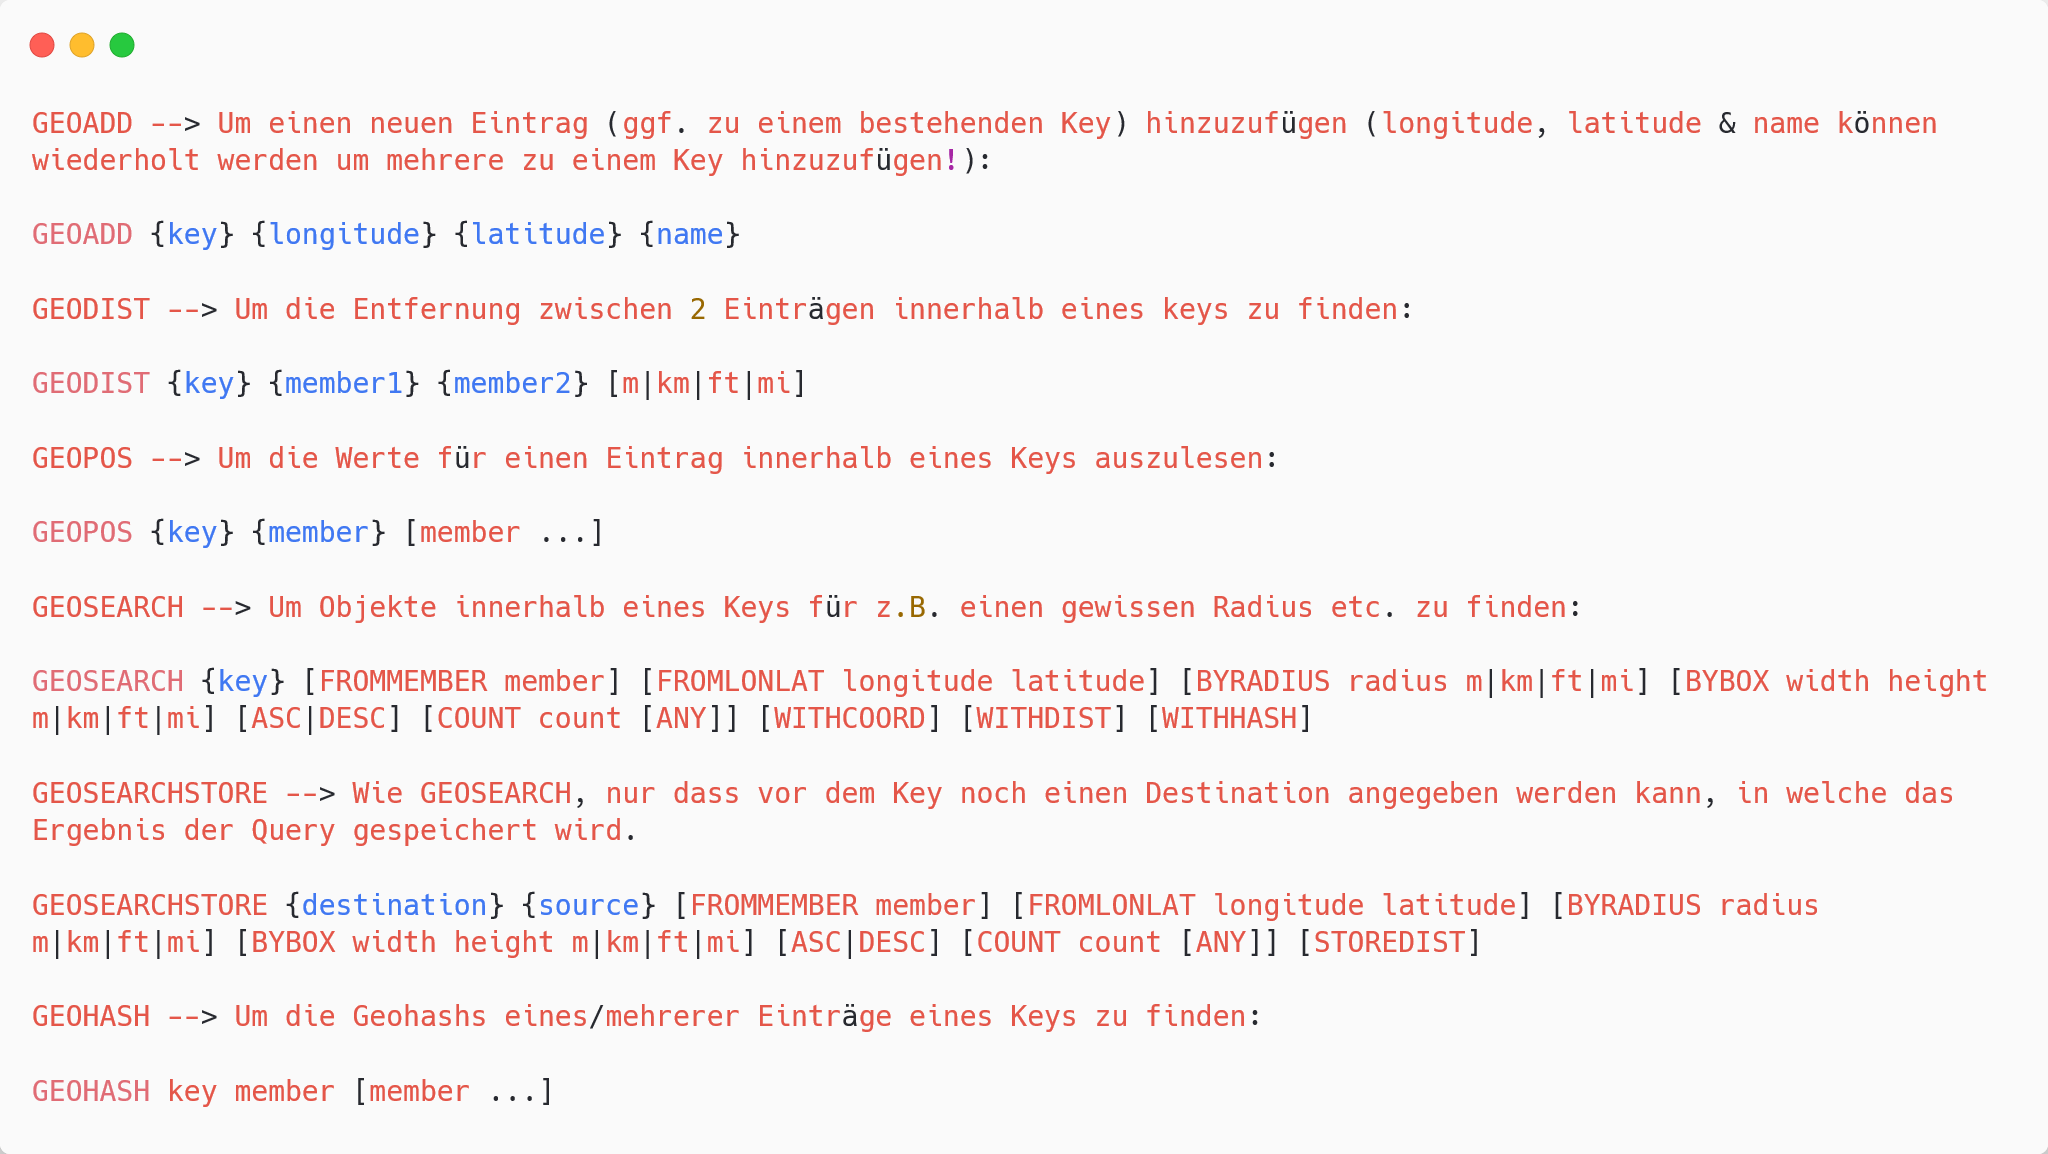 GEOADD --> Um einen neuen Eintrag (ggf. zu einem bestehenden Key) hinzuzufügen (longitude, latitude & name können
wiederholt werden um mehrere zu einem Key hinzuzufügen!):
GEOADD {key} {longitude} {latitude} {name}
GEODIST --> Um die Entfernung zwischen 2 Einträgen innerhalb eines keys zu finden:
GEODIST {key} {member1} {member2} [m|km|ft|mi]
GEOPOS --> Um die Werte für einen Eintrag innerhalb eines Keys auszulesen:
GEOPOS {key} {member} [member ...]
GEOSEARCH --> Um Objekte innerhalb eines Keys für z.B. einen gewissen Radius etc. zu finden:
GEOSEARCH {key} [FROMMEMBER member] [FROMLONLAT longitude latitude] [BYRADIUS radius m|km|ft|mi] [BYBOX width height
m|km|ft|mi] [ASC|DESC] [COUNT count [ANY]] [WITHCOORD] [WITHDIST] [WITHHASH]
GEOSEARCHSTORE --> Wie GEOSEARCH, nur dass vor dem Key noch einen Destination angegeben werden kann, in welche das
Ergebnis der Query gespeichert wird.
GEOSEARCHSTORE {destination} {source} [FROMMEMBER member] [FROMLONLAT longitude latitude] [BYRADIUS radius
m|km|ft|mi] [BYBOX width height m|km|ft|mi] [ASC|DESC] [COUNT count [ANY]] [STOREDIST]
GEOHASH --> Um die Geohashs eines/mehrerer Einträge eines Keys zu finden:
GEOHASH key member [member ...]